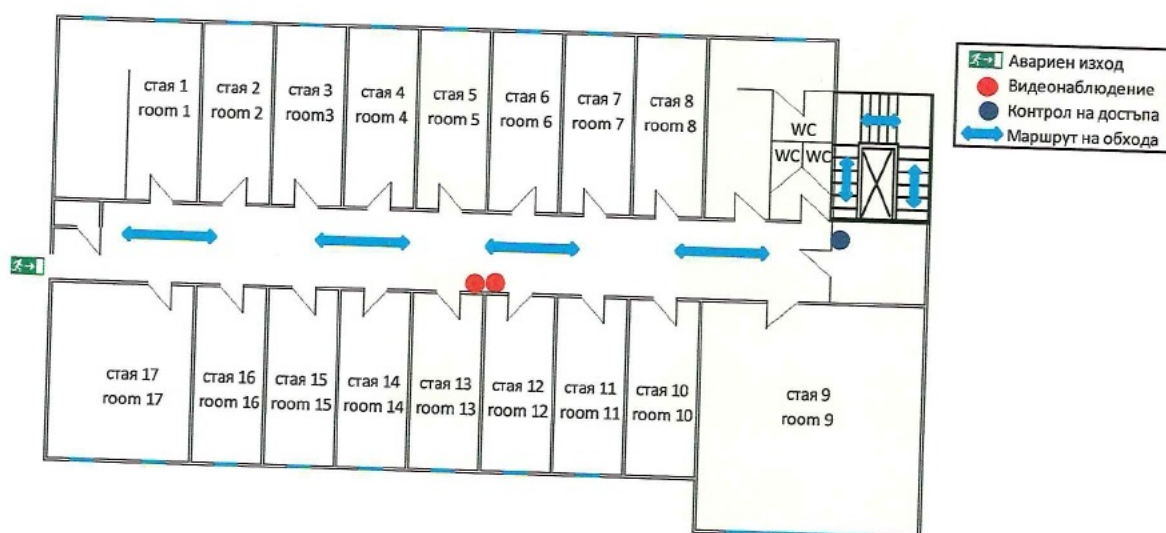 стая 1
room 1
стая 2
room 2
стая 3
room3
стая 4
room 4
стая 5
room 5
стая 6
room 6
стая 7
room 7
стая 8
room 8
WC
WC
WC
Авариен изход
Видеонаблюдение
Контрол на достъпа
Маршрут на обхода
стая 17
room 17
стая 16
room 16
стая 15
room 15
стая 14
room 14
стая 13
room 13
стая 12
room 12
стая 11
room 11
стая 10
room 10
стая 9
room 9